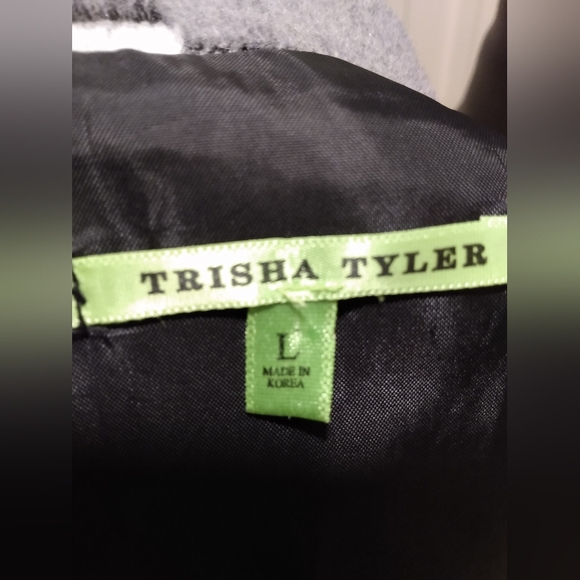 TRISHA TYLER
L
MADE IN
KOREA